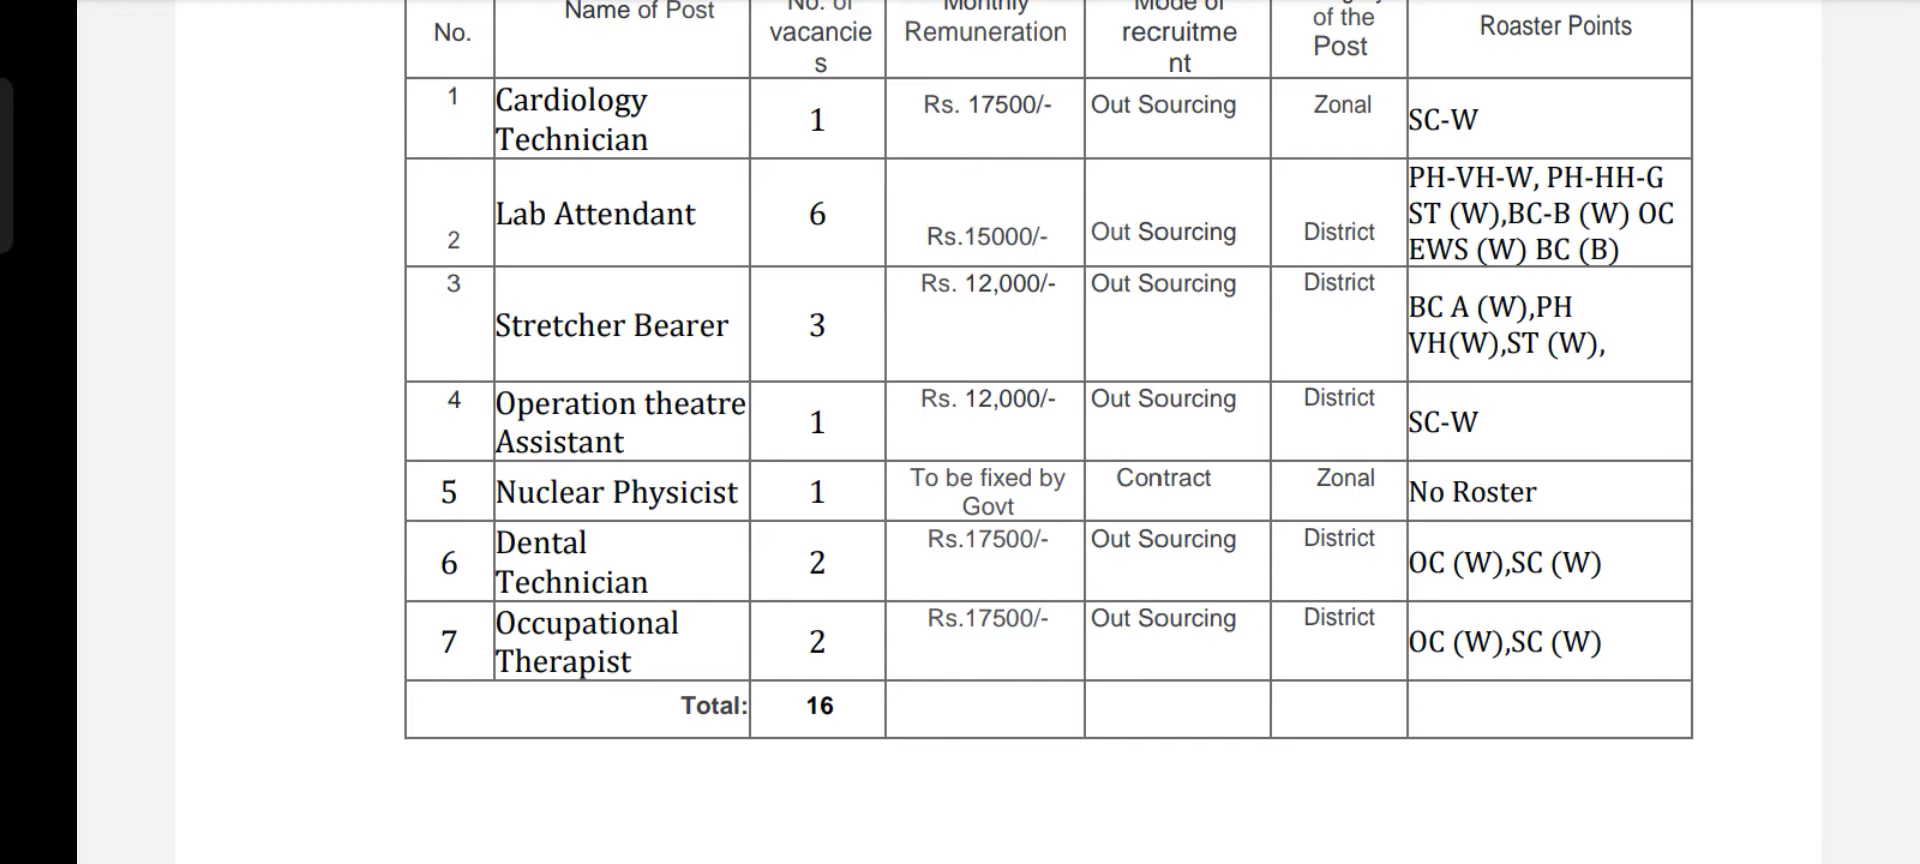 No.
Name of Post
No. of
vacancie
s
Monthly
Remuneration
Mode of
recruitme
nt
of the
Post
Roaster Points
1
Cardiology
Technician
1
Rs. 17500/-
Out Sourcing
Zonal
SC-W
2
Lab Attendant
6
Rs.15000/-
Out Sourcing
District
PH-VH-W, PH-HH-G
ST (W),BC-B (W) OC
EWS (W) BC (B)
3
Stretcher Bearer
3
Rs. 12,000/-
Out Sourcing
District
BC A (W),PH
VH(W),ST (W),
4
Operation theatre
Assistant
1
Rs. 12,000/-
Out Sourcing
District
SC-W
5
Nuclear Physicist
1
To be fixed by
Govt
Contract
Zonal
No Roster
6
Dental
Technician
2
Rs.17500/-
Out Sourcing
District
OC (W),SC (W)
7
Occupational
Therapist
2
Rs.17500/-
Out Sourcing
District
OC (W),SC (W)
Total:
16